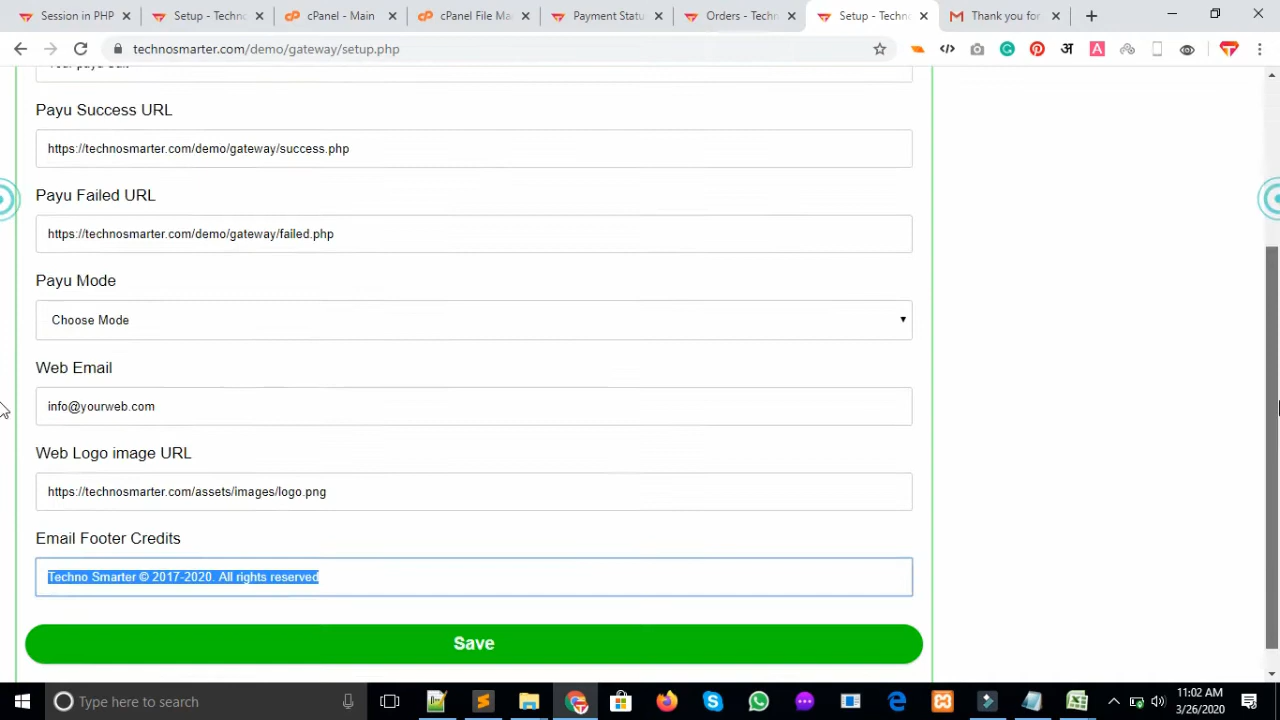 Session in PHP
Setup - Techno
cPanel - Main
cPanel File Ma
Payment Statu
Orders - Techn
Setup - Techno
Thank you for
technosmarter.com/demo/gateway/setup.php
Payu Success URL
https://technosmarter.com/demo/gateway/success.php
Payu Failed URL
https://technosmarter.com/demo/gateway/failed.php
Payu Mode
Choose Mode
Web Email
info@yourweb.com
Web Logo image URL
https://technosmarter.com/assets/images/logo.png
Email Footer Credits
Techno Smarter © 2017-2020. All rights reserved
Save
Type here to search
11:02 AM
3/26/2020